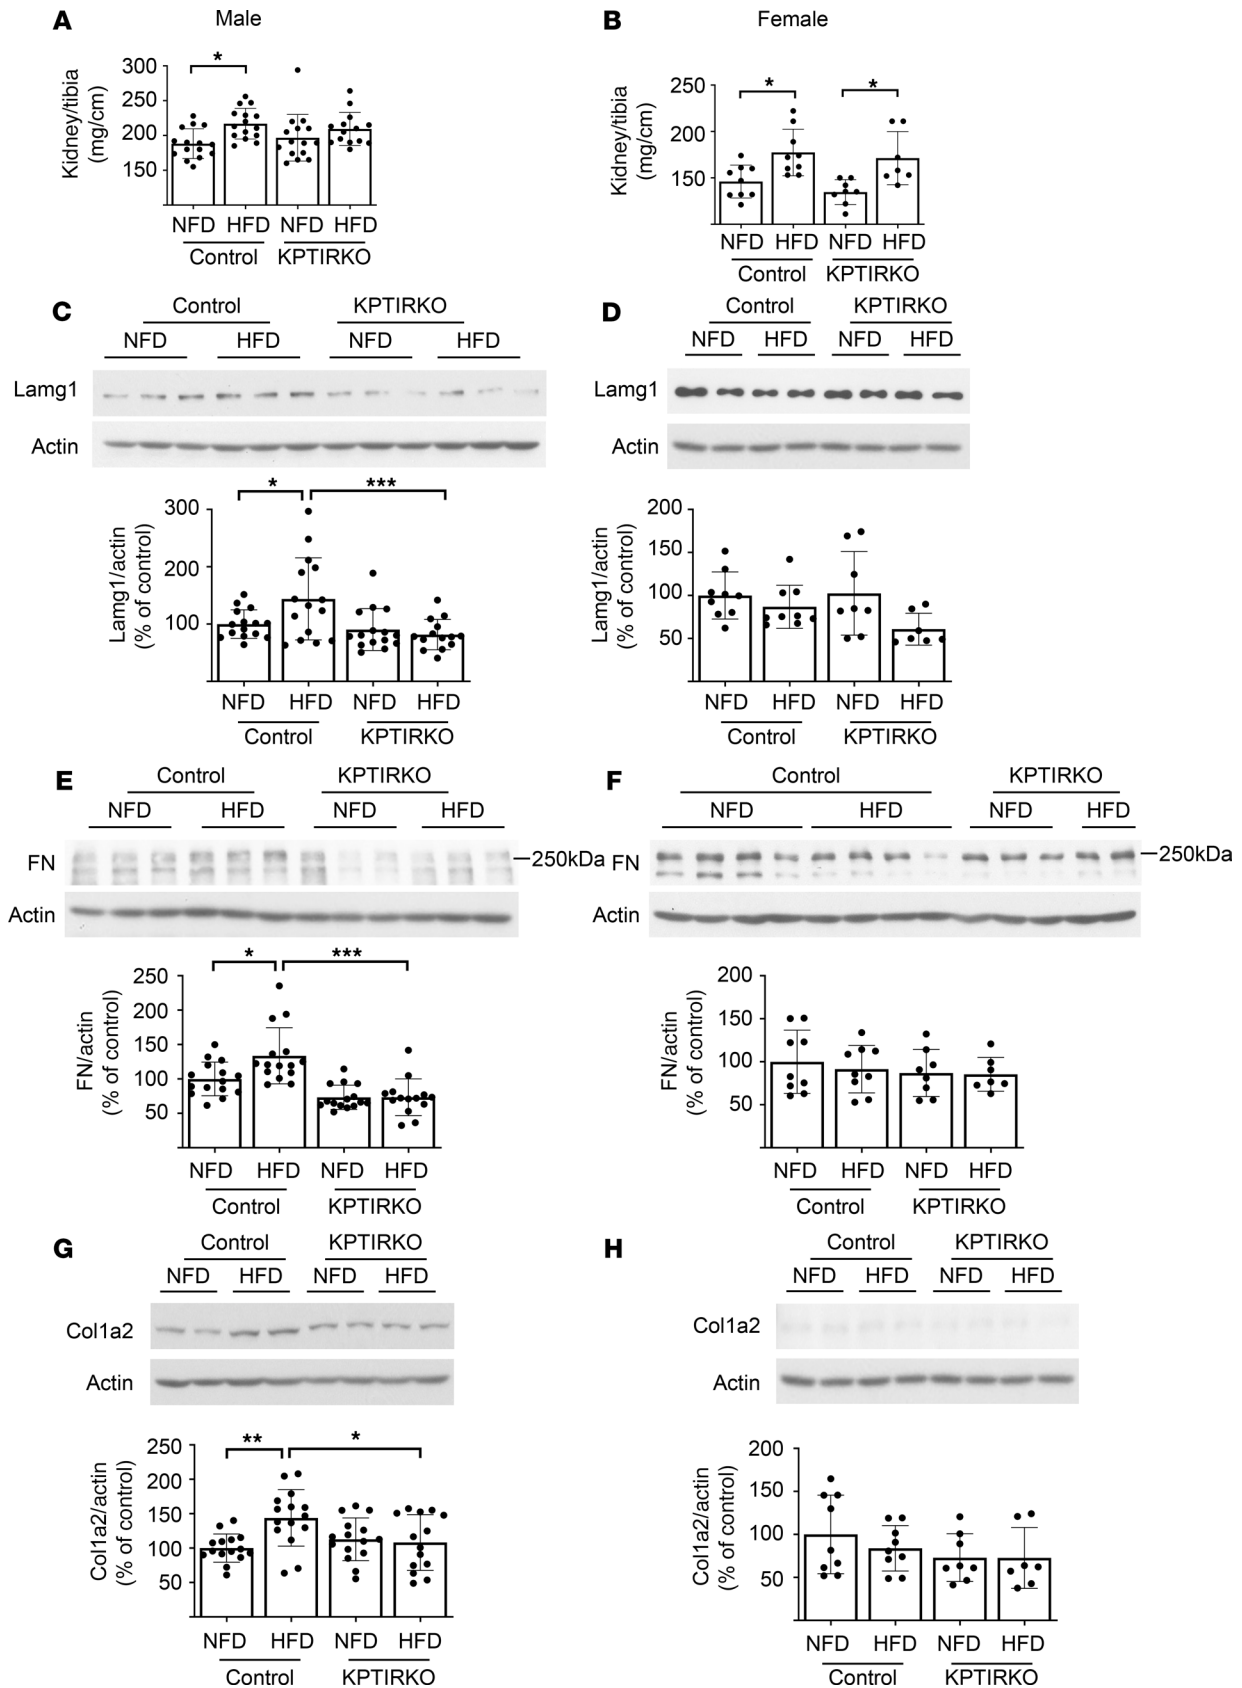 A Male
Kidney/tibia
(mg/cm)
300
250
200
150
*
NFD HFD NFD HFD
Control KPTIRKO
B Female
Kidney/tibia
(mg/cm)
250
200
150
* *
NFD HFD NFD HFD
Control KPTIRKO
C Control KPTIRKO
NFD HFD NFD HFD
Lamg1
Actin
Lamg1/actin
(% of control)
300
200
100
* ***
NFD HFD NFD HFD
Control KPTIRKO
D Control KPTIRKO
NFD HFD NFD HFD
Lamg1
Actin
Lamg1/actin
(% of control)
200
150
100
50
NFD HFD NFD HFD
Control KPTIRKO
E Control KPTIRKO
NFD HFD NFD HFD
FN 250kDa
Actin
FN/actin
(% of control)
250
200
150
100
50
* ***
NFD HFD NFD HFD
Control KPTIRKO
F Control KPTIRKO
NFD HFD NFD HFD
FN 250kDa
Actin
FN/actin
(% of control)
200
150
100
50
NFD HFD NFD HFD
Control KPTIRKO
G Control KPTIRKO
NFD HFD NFD HFD
Col1a2
Actin
Col1a2/actin
(% of control)
250
200
150
100
50
** *
NFD HFD NFD HFD
Control KPTIRKO
H Control KPTIRKO
NFD HFD NFD HFD
Col1a2
Actin
Col1a2/actin
(% of control)
200
150
100
50
NFD HFD NFD HFD
Control KPTIRKO